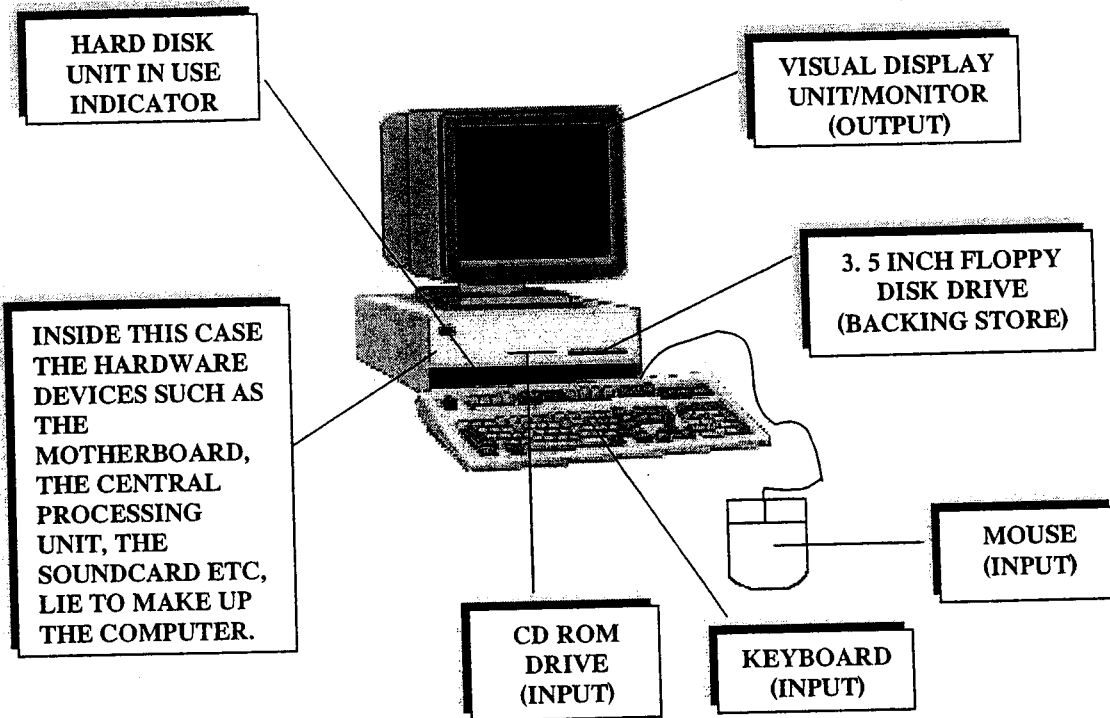 HARD DISK
UNIT IN USE
INDICATOR
VISUAL DISPLAY
UNIT/MONITOR
(OUTPUT)
3. 5 INCH FLOPPY
DISK DRIVE
(BACKING STORE)
INSIDE THIS CASE
THE HARDWARE
DEVICES SUCH AS
THE
MOTHERBOARD,
THE CENTRAL
PROCESSING
UNIT, THE
SOUNDCARD ETC,
LIE TO MAKE UP
THE COMPUTER.
MOUSE
(INPUT)
CD ROM
DRIVE
(INPUT)
KEYBOARD
(INPUT)